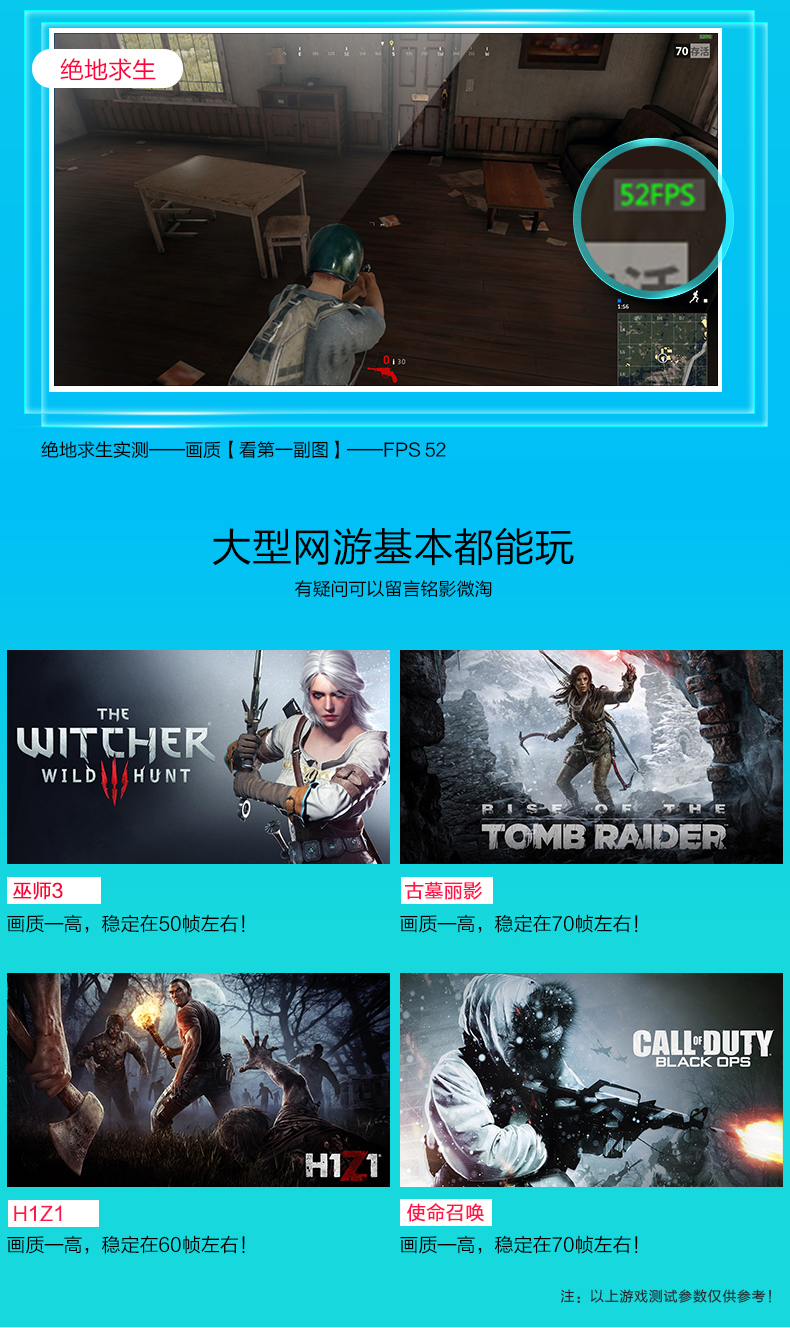 绝地求生
70 存活
52FPS
1:56
0 30
绝地求生实测——画质【看第一副图】——FPS 52
大型网游基本都能玩
有疑问可以留言铭影微淘
THE
WITCHER
WILD HUNT
RISE OF THE
TOMB RAIDER
巫师3
古墓丽影
画质—高，稳定在50帧左右！
画质—高，稳定在70帧左右！
H1Z1
CALL OF DUTY
BLACK OPS
H1Z1
使命召唤
画质—高，稳定在60帧左右！
画质—高，稳定在70帧左右！
注：以上游戏测试参数仅供参考！